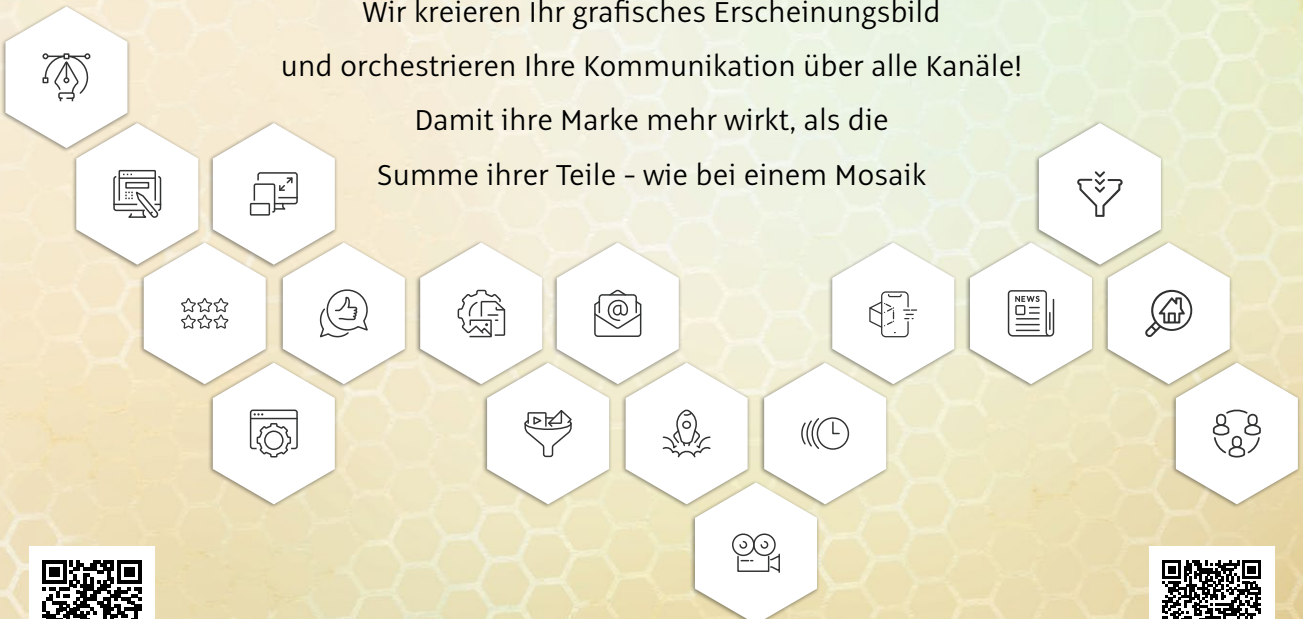 Wir kreieren Ihr grafisches Erscheinungsbild
und orchestrieren Ihre Kommunikation über alle Kanäle!
Damit ihre Marke mehr wirkt, als die
Summe ihrer Teile - wie bei einem Mosaik
@
NEWS